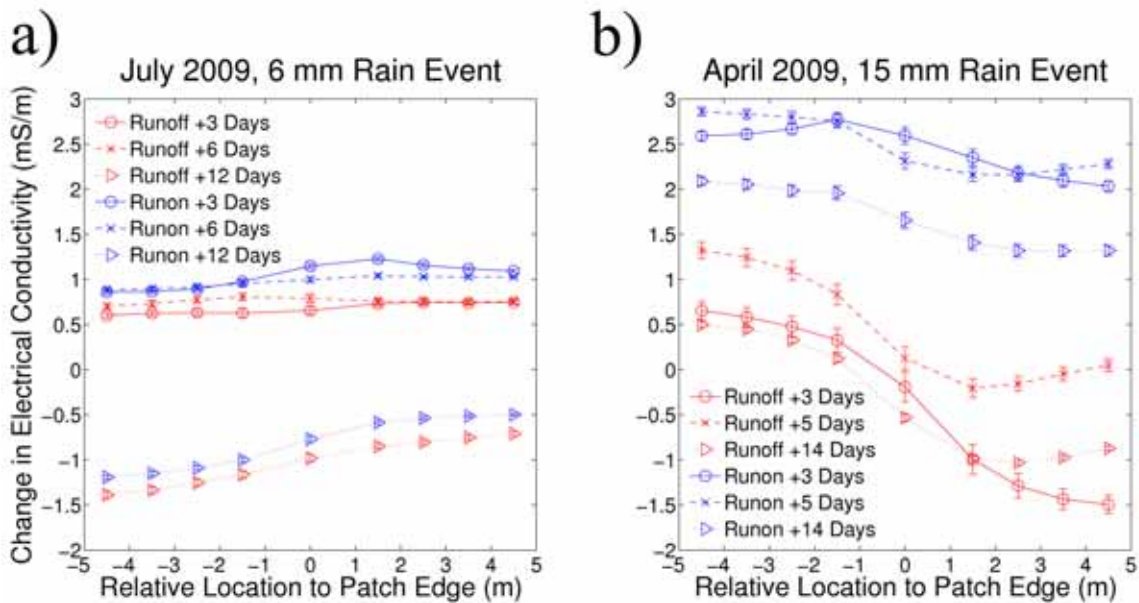 a)
July 2009, 6 mm Rain Event
Change in Electrical Conductivity (mS/m)
3
2.5
2
1.5
1
0.5
0
−0.5
−1
−1.5
−2
Runoff +3 Days
Runoff +6 Days
Runoff +12 Days
Runon +3 Days
Runon +6 Days
Runon +12 Days
−5 −4 −3 −2 −1 0 1 2 3 4 5
Relative Location to Patch Edge (m)
b)
April 2009, 15 mm Rain Event
3
2.5
2
1.5
1
0.5
0
−0.5
−1
−1.5
−2
Runoff +3 Days
Runoff +5 Days
Runoff +14 Days
Runon +3 Days
Runon +5 Days
Runon +14 Days
−5 −4 −3 −2 −1 0 1 2 3 4 5
Relative Location to Patch Edge (m)